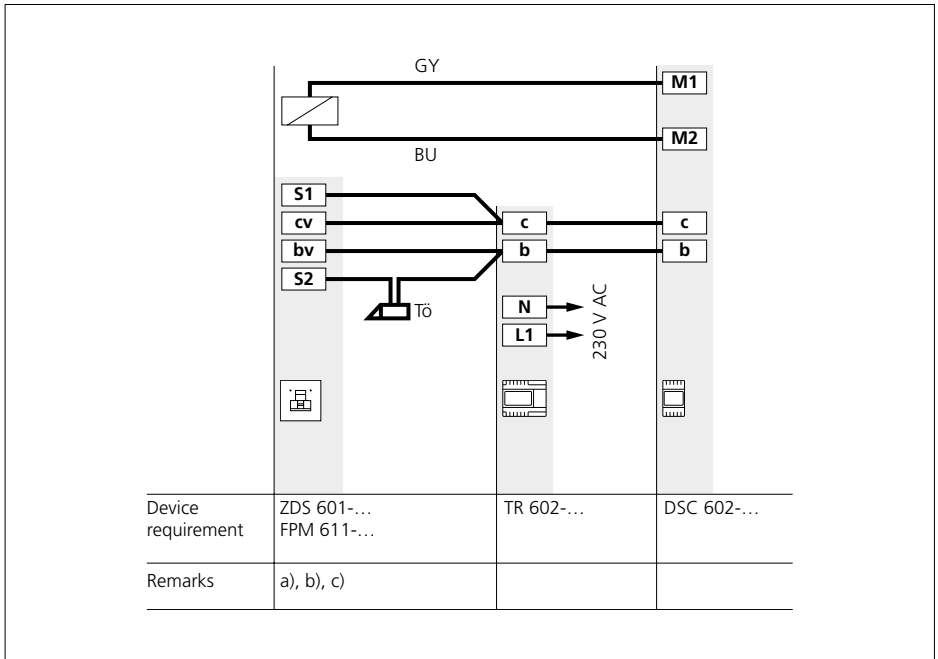 GY
M1
M2
BU
S1
cv
c
c
bv
b
b
S2
Tö
N
L1
230 V AC
Device requirement
ZDS 601-…
FPM 611-…
TR 602-…
DSC 602-…
Remarks
a), b), c)